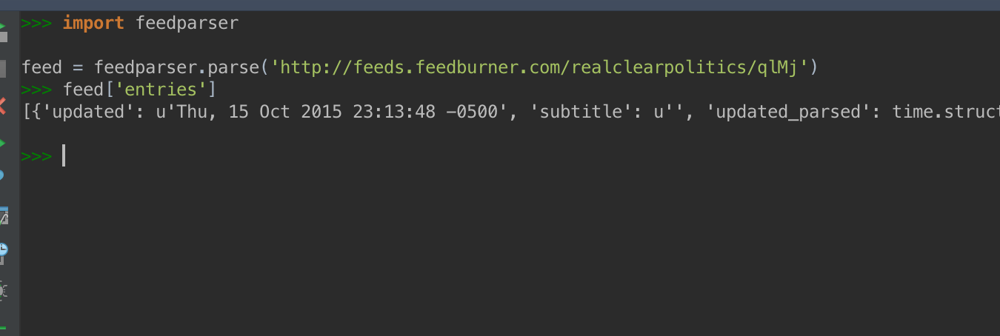 >>> import feedparser
feed = feedparser.parse('http://feeds.feedburner.com/realclearpolitics/qlMj')
>>> feed['entries']
[{'updated': u'Thu, 15 Oct 2015 23:13:48 -0500', 'subtitle': u'', 'updated_parsed': time.struct
>>>